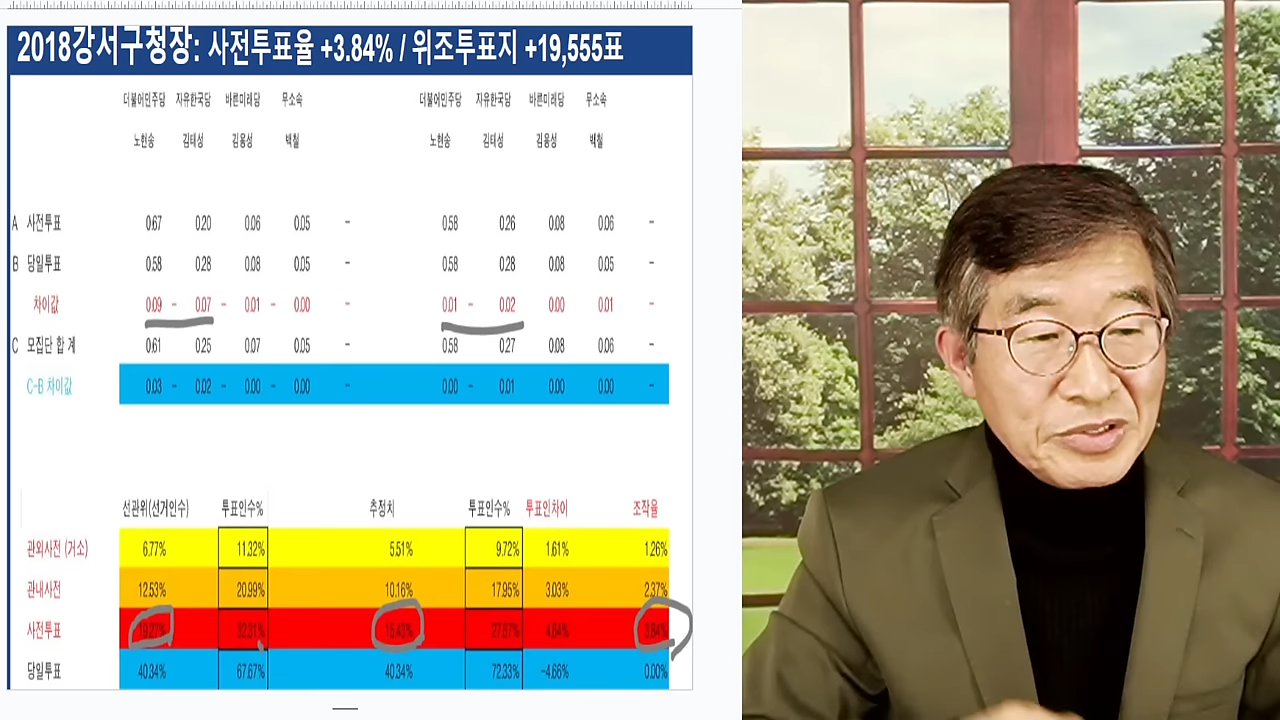 2018강서구청장: 사전투표율 +3.84% / 위조투표지 +19,555표
더불어민주당 자유한국당 바른미래당 무소속 더불어민주당 자유한국당 바른미래당 무소속
노현송 김태성 김용성 백철 노현송 김태성 김용성 백철
A 사전투표 0.67 0.20 0.06 0.05 - 0.58 0.26 0.08 0.06 -
B 당일투표 0.58 0.28 0.08 0.05 - 0.58 0.28 0.08 0.05 -
차이값 0.09 - 0.07 - 0.01 - 0.00 0.01 - 0.02 0.00 0.01
C 모집단 합 계 0.61 0.25 0.07 0.05 - 0.58 0.27 0.08 0.06 -
C-B 차이값 0.03 - 0.02 - 0.00 - 0.00 - 0.00 - 0.01 0.00 0.00 -
선관위(선거인수) 투표인수% 추정치 투표인수% 투표인차이 조작율
관외사전 (거소) 6.77% 11.32% 5.51% 9.72% 1.61% 1.26%
관내사전 12.53% 20.99% 10.16% 17.95% 3.03% 2.37%
사전투표 19.27% 32.31% 15.43% 27.67% 4.64% 3.84%
당일투표 40.34% 67.67% 40.34% 72.33% -4.66% 0.00%